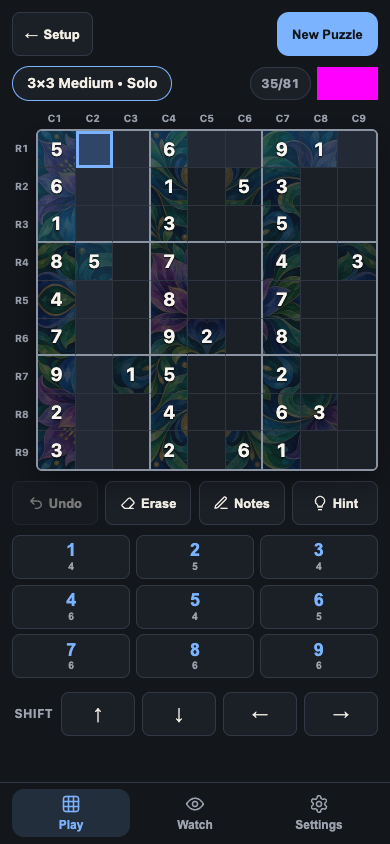 ← Setup
New Puzzle
3×3 Medium • Solo
35/81
C1 C2 C3 C4 C5 C6 C7 C8 C9
R1 5 6 9 1
R2 6 1 5 3
R3 1 3 5
R4 8 5 7 4 3
R5 4 8 7
R6 7 9 2 8
R7 9 1 5 2
R8 2 4 6 3
R9 3 2 6 1
Undo Erase Notes Hint
1 2 3
4 5 4
4 5 6
6 4 5
7 8 9
6 6 6
SHIFT ↑ ↓ ← →
Play Watch Settings